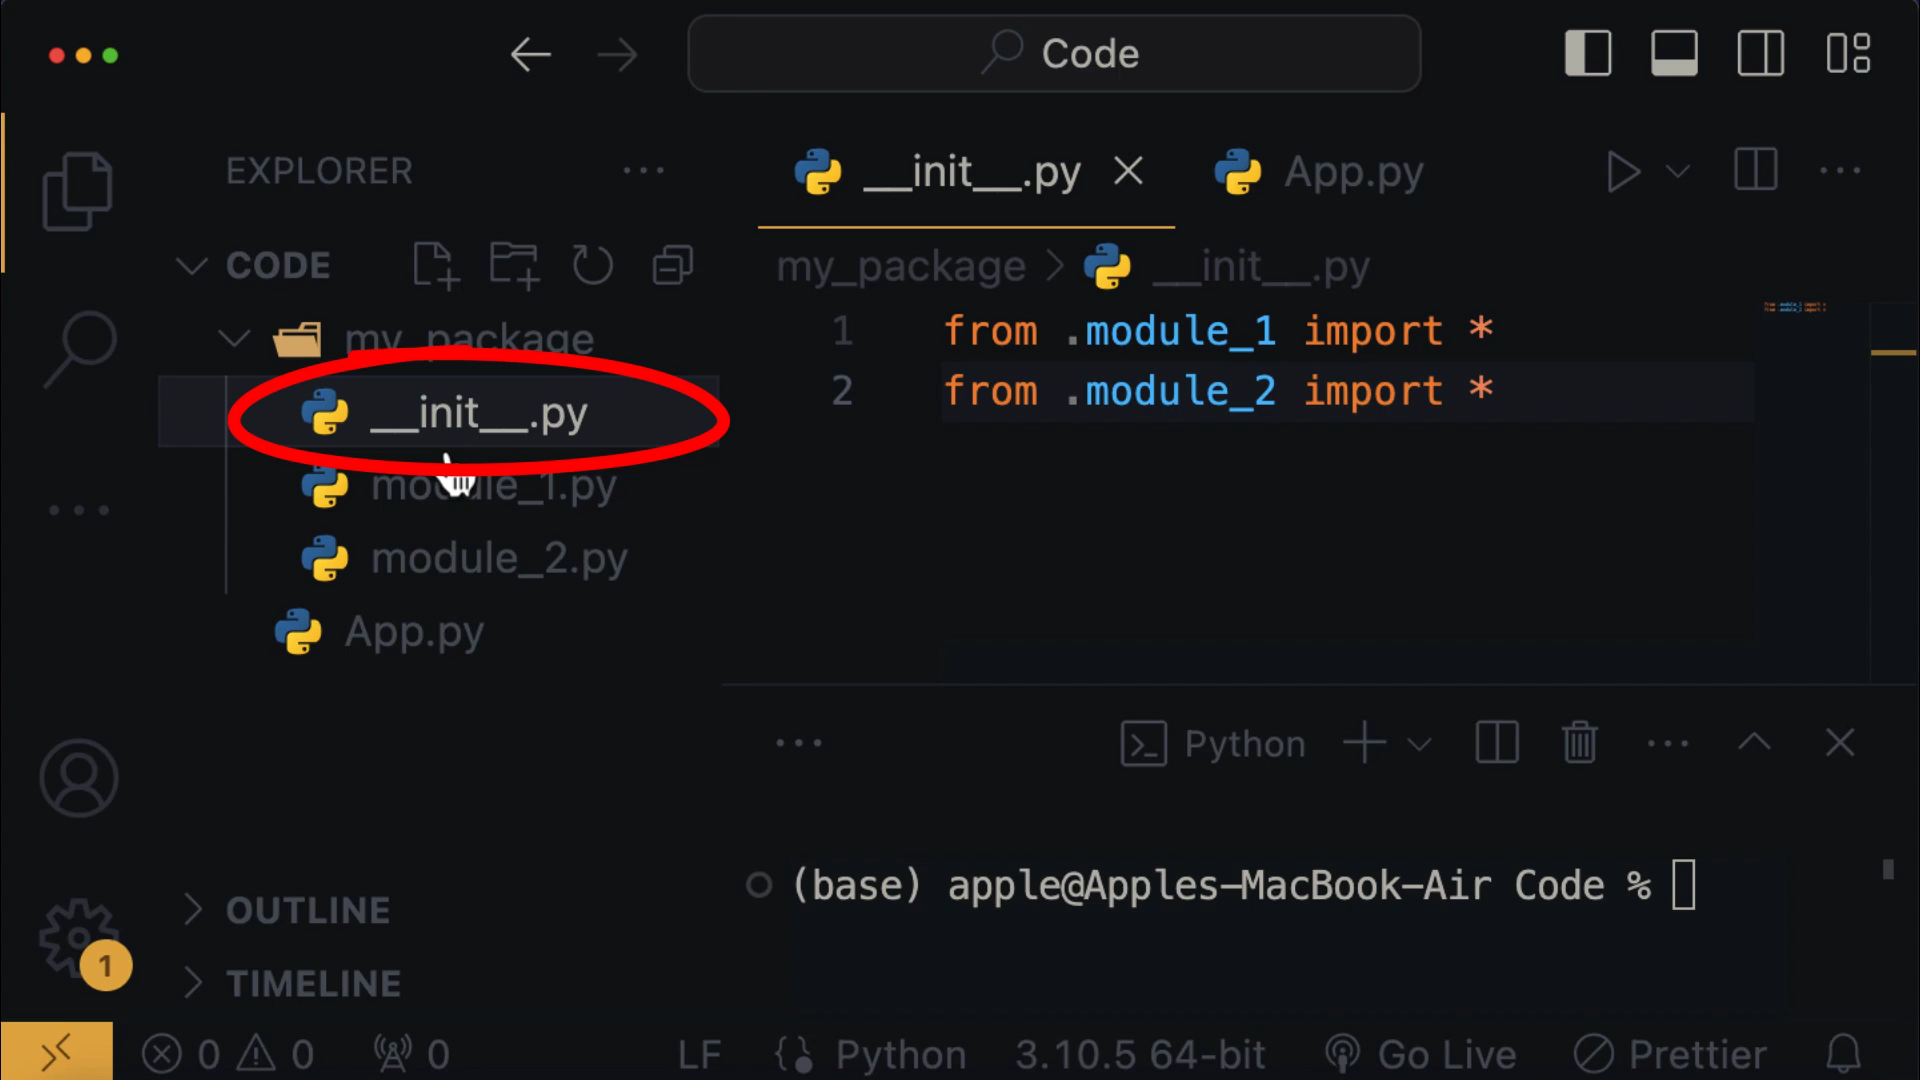 Code
EXPLORER
__init__.py
App.py
CODE
my_package > __init__.py
my_package
1 from .module_1 import *
__init__.py
2 from .module_2 import *
module_1.py
module_2.py
App.py
Python
(base) apple@Apples-MacBook-Air Code %
OUTLINE
1
TIMELINE
0 0 0 LF Python 3.10.5 64-bit Go Live Prettier